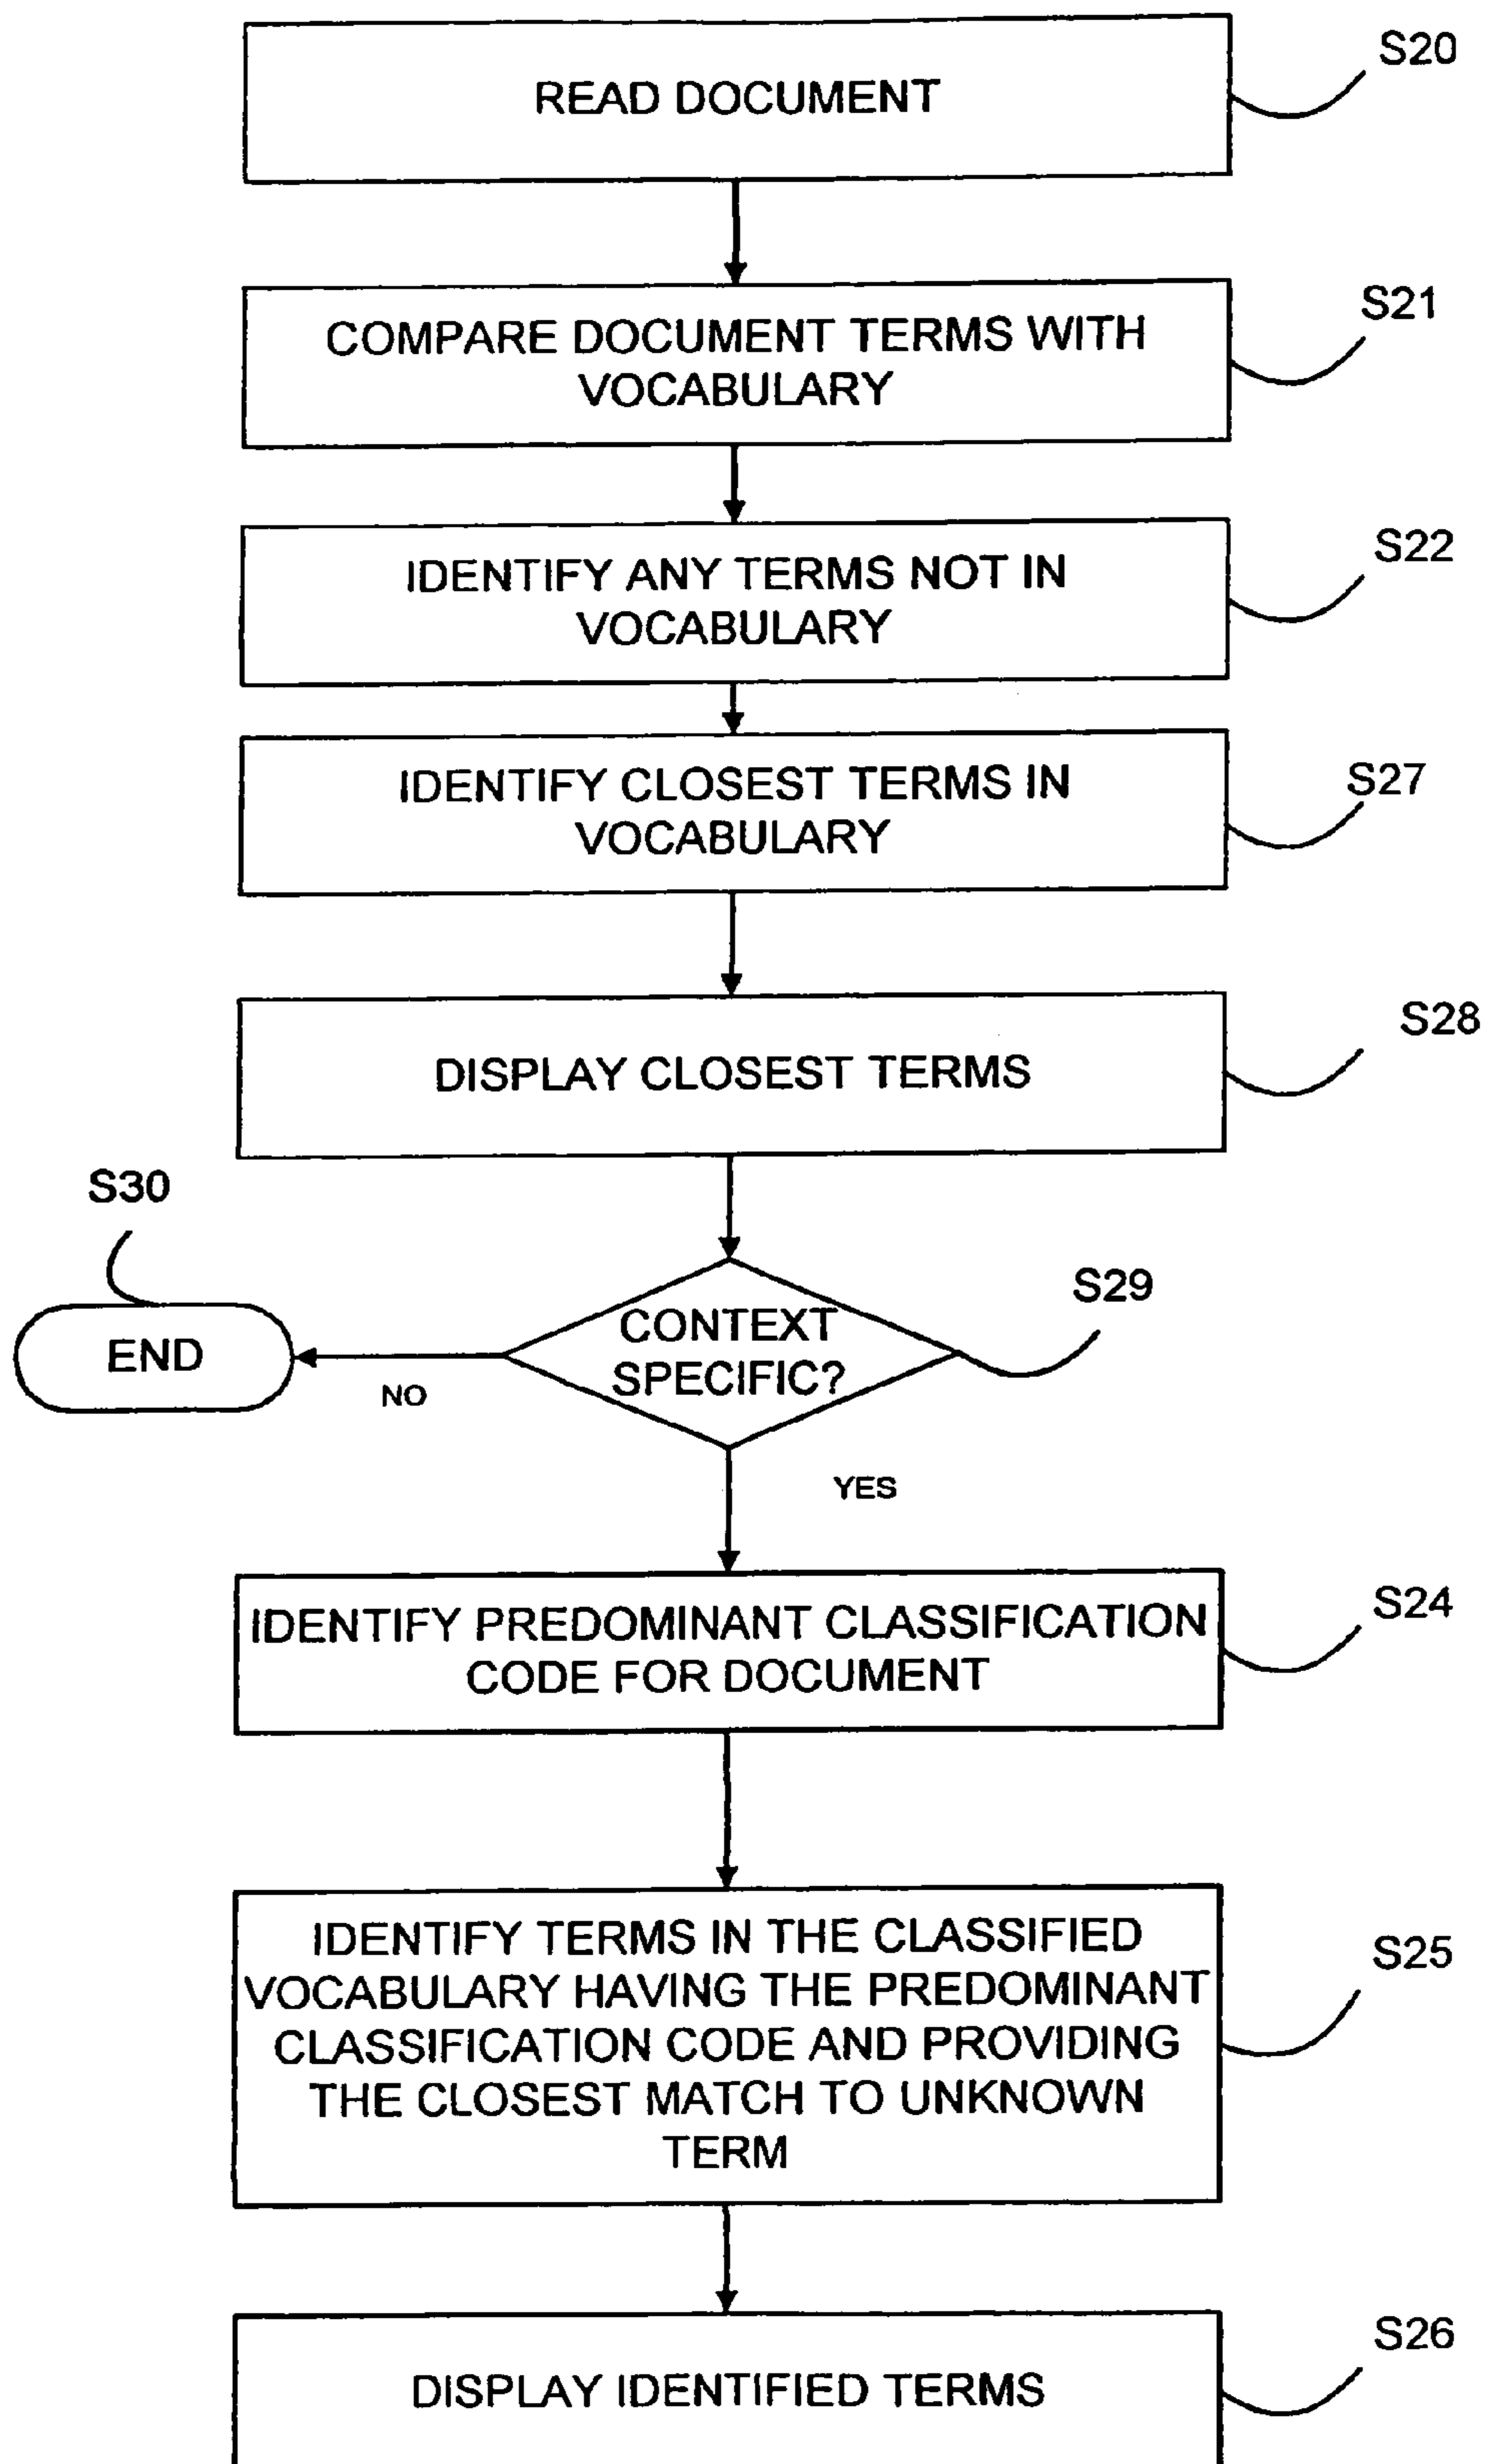 READ DOCUMENT
S20
COMPARE DOCUMENT TERMS WITH
VOCABULARY
S21
IDENTIFY ANY TERMS NOT IN
VOCABULARY
S22
IDENTIFY CLOSEST TERMS IN
VOCABULARY
S27
DISPLAY CLOSEST TERMS
S28
S30
END
NO
CONTEXT
SPECIFIC?
S29
YES
IDENTIFY PREDOMINANT CLASSIFICATION
CODE FOR DOCUMENT
S24
IDENTIFY TERMS IN THE CLASSIFIED
VOCABULARY HAVING THE PREDOMINANT
CLASSIFICATION CODE AND PROVIDING
THE CLOSEST MATCH TO UNKNOWN
TERM
S25
DISPLAY IDENTIFIED TERMS
S26